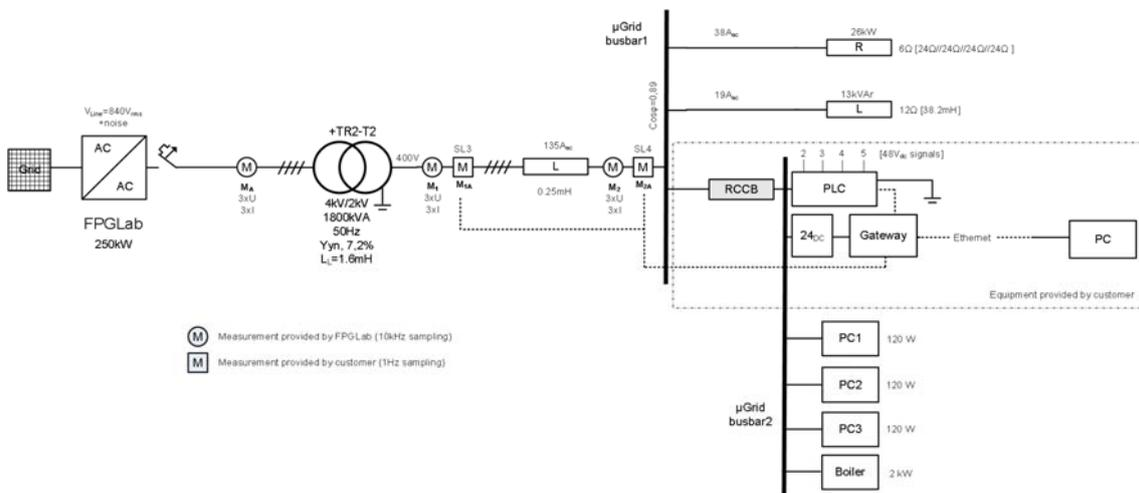 µGrid
busbar1
38Aac
26kW
R
6Ω [24Ω//24Ω//24Ω//24Ω ]
19Aac
13kVAr
L
12Ω [38.2mH]
Cosφ=0,89
VLine=840Vrms
+noise
Grid
AC
AC
FPGLab
250kW
MA
3xU
3xI
M
+TR2-T2
4kV/2kV
1800kVA
50Hz
Yyn, 7,2%
LL=1.6mH
400V
M
M1
3xU
3xI
SL3
M
M1A
135Aac
L
0.25mH
M
M2
3xU
3xI
SL4
M
M2A
RCCB
2 3 4 5 [48Vdc signals]
PLC
24DC
Gateway
Ethernet
PC
Equipment provided by customer
M Measurement provided by FPGLab (10kHz sampling)
M Measurement provided by customer (1Hz sampling)
µGrid
busbar2
PC1 120 W
PC2 120 W
PC3 120 W
Boiler 2 kW